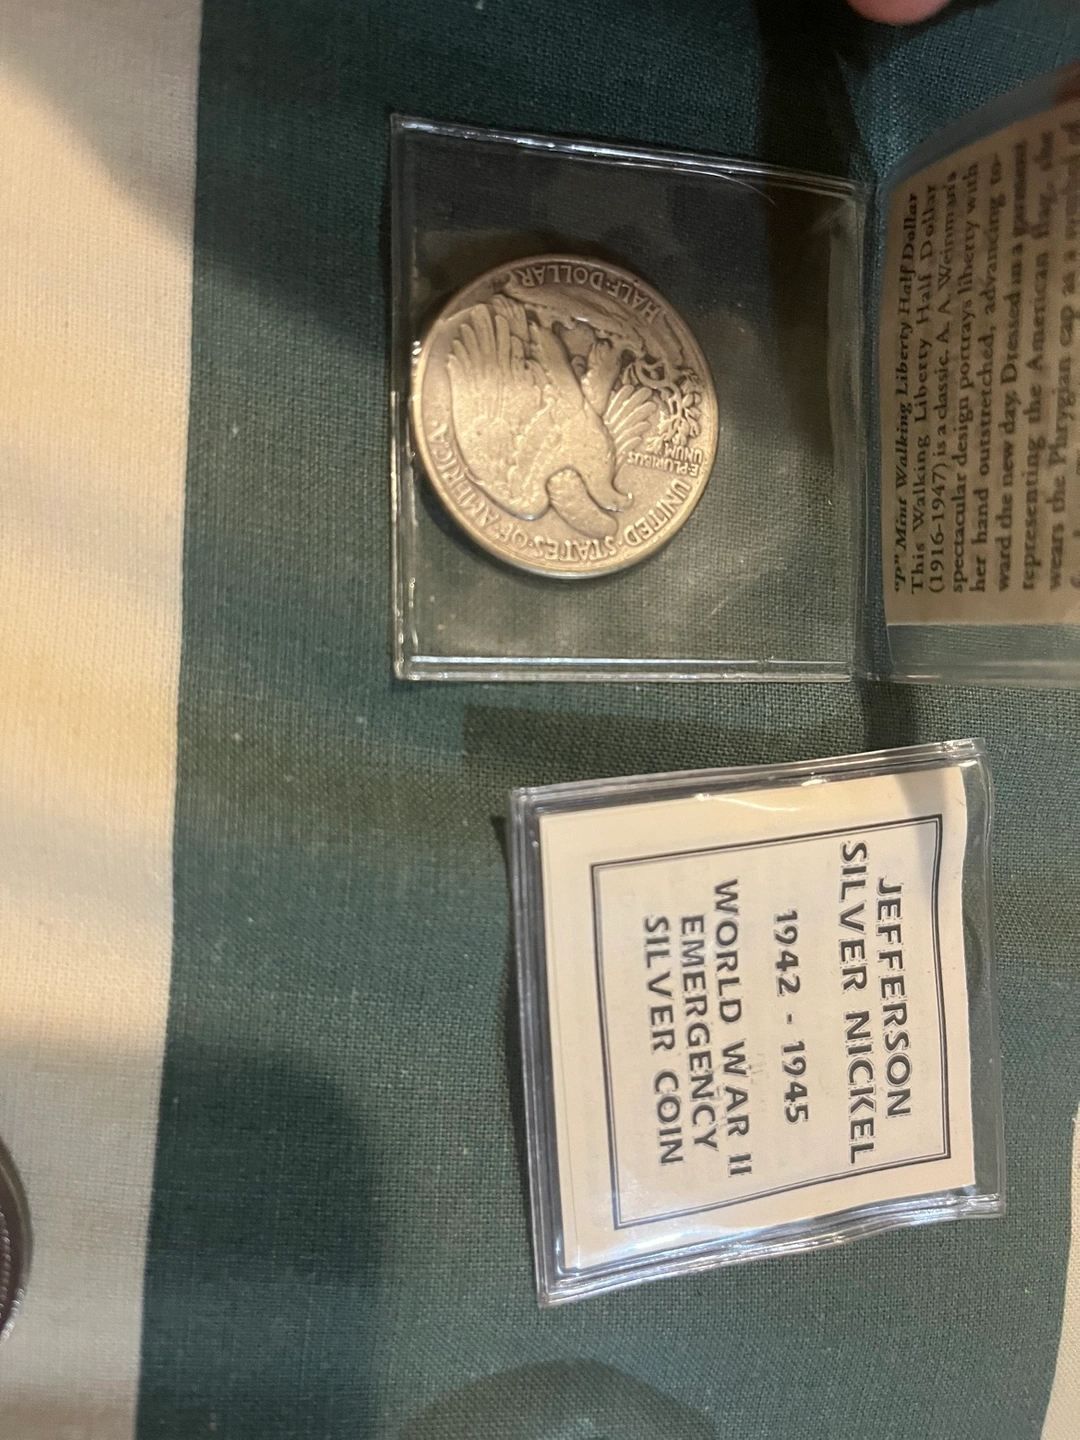 HALF DOLLAR
E·PLURIBUS
UNUM
UNITED·STATES·OF·AMERICA
"P" Mint Walking Liberty Half Dollar
This Walking Liberty Half Dollar
(1916-1947) is a classic. A. A. Weinman's
spectacular design portrays liberty with
her hand outstretched, advancing to-
ward the new day. Dressed in a garment
representing the American flag, she
wears the Phrygian cap as a symbol of
JEFFERSON
SILVER NICKEL
1942 - 1945
WORLD WAR II
EMERGENCY
SILVER COIN